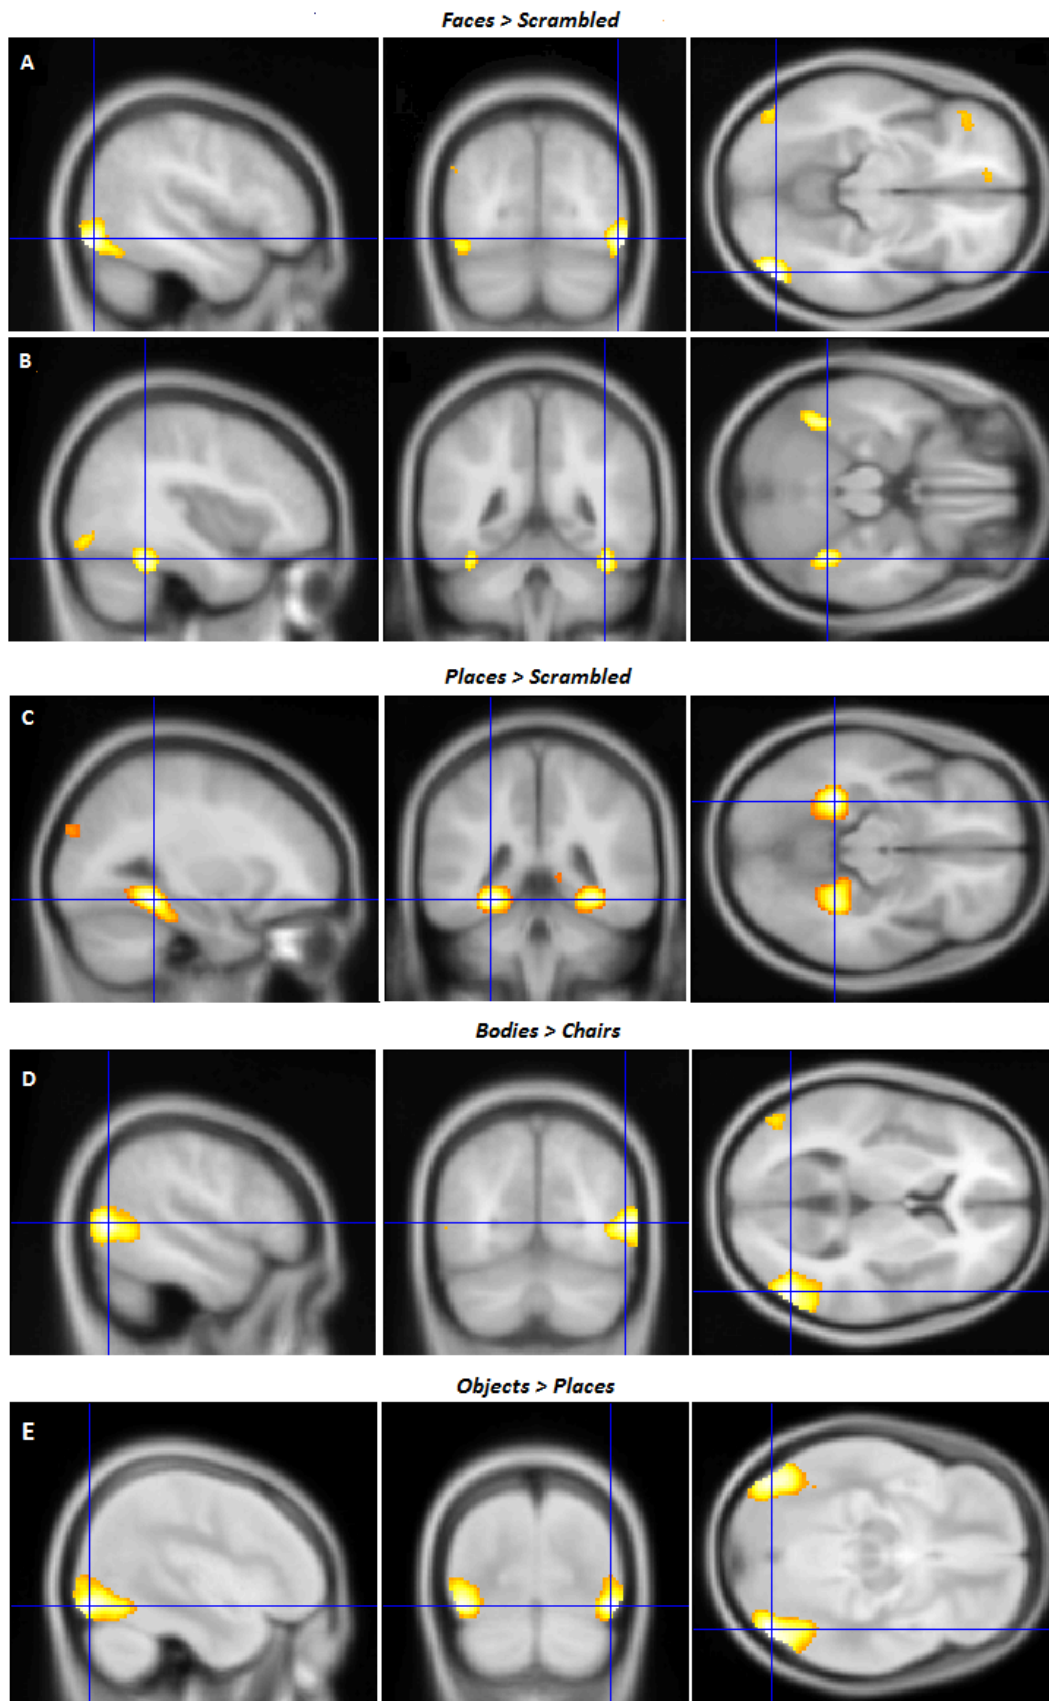 Faces > Scrambled
A
B
Places > Scrambled
C
Bodies > Chairs
D
Objects > Places
E